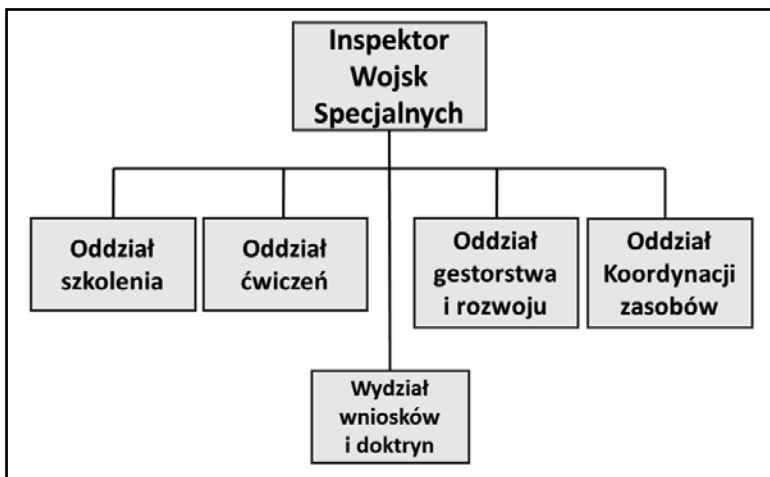 Inspektor
Wojsk
Specjalnych
Oddział
szkolenia
Oddział
ćwiczeń
Oddział
gestorstwa
i rozwoju
Oddział
Koordynacji
zasobów
Wydział
wniosków
i doktryn